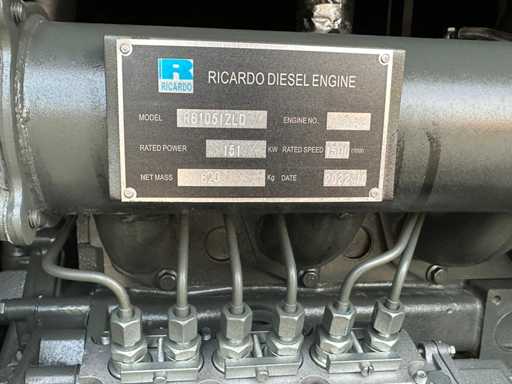 R
RICARDO
RICARDO DIESEL ENGINE
MODEL R6105IZLD ENGINE NO.
RATED POWER 151 KW RATED SPEED 1500 r/min
NET MASS Kg DATE 2022